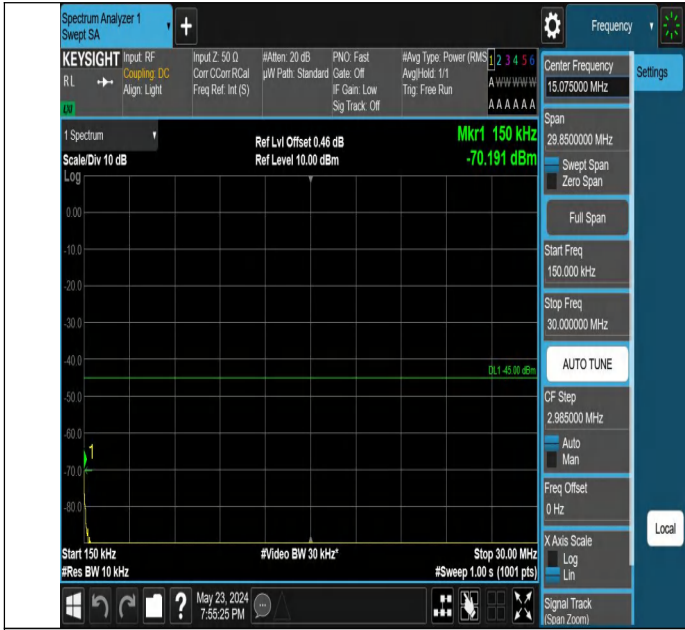 Spectrum Analyzer 1
Swept SA
Frequency
KEYSIGHT
RL
LXI
Input: RF
Coupling: DC
Align: Light
Input Z: 50 Ω
Corr CCorr RCal
Freq Ref: Int (S)
#Atten: 20 dB
µW Path: Standard
PNO: Fast
Gate: Off
IF Gain: Low
Sig Track: Off
#Avg Type: Power (RMS
Avg|Hold: 1/1
Trig: Free Run
1 2 3 4 5 6
A W W W W W
A A A A A A
1 Spectrum
Scale/Div 10 dB
Log
Ref Lvl Offset 0.46 dB
Ref Level 10.00 dBm
Mkr1 150 kHz
-70.191 dBm
0.00
-10.0
-20.0
-30.0
-40.0
DL1 -45.00 dBm
-50.0
-60.0
1
-70.0
-80.0
Start 150 kHz
#Video BW 30 kHz*
Stop 30.00 MHz
#Res BW 10 kHz
#Sweep 1.00 s (1001 pts)
?
May 23, 2024
7:55:25 PM
Center Frequency
15.075000 MHz
Settings
Span
29.8500000 MHz
Swept Span
Zero Span
Full Span
Start Freq
150.000 kHz
Stop Freq
30.000000 MHz
AUTO TUNE
CF Step
2.985000 MHz
Auto
Man
Freq Offset
0 Hz
X Axis Scale
Log
Lin
Local
Signal Track
(Span Zoom)